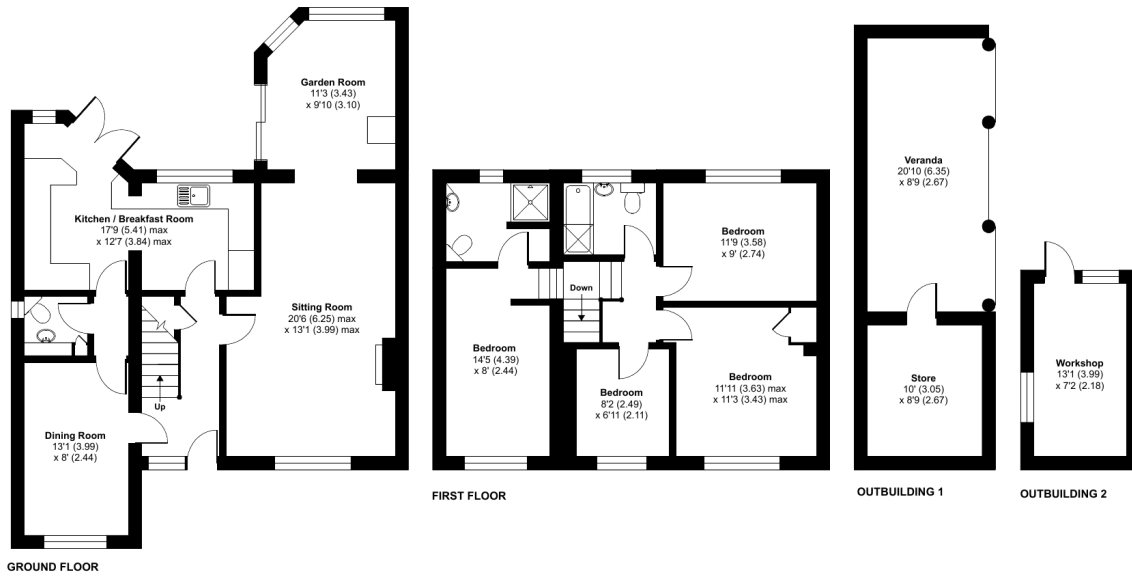 Garden Room
11'3 (3.43)
x 9'10 (3.10)
Kitchen / Breakfast Room
17'9 (5.41) max
x 12'7 (3.84) max
Sitting Room
20'6 (6.25) max
x 13'1 (3.99) max
Up
Dining Room
13'1 (3.99)
x 8' (2.44)
GROUND FLOOR
Bedroom
11'9 (3.58)
x 9' (2.74)
Down
Bedroom
14'5 (4.39)
x 8' (2.44)
Bedroom
8'2 (2.49)
x 6'11 (2.11)
Bedroom
11'11 (3.63) max
x 11'3 (3.43) max
FIRST FLOOR
Veranda
20'10 (6.35)
x 8'9 (2.67)
Store
10' (3.05)
x 8'9 (2.67)
OUTBUILDING 1
Workshop
13'1 (3.99)
x 7'2 (2.18)
OUTBUILDING 2